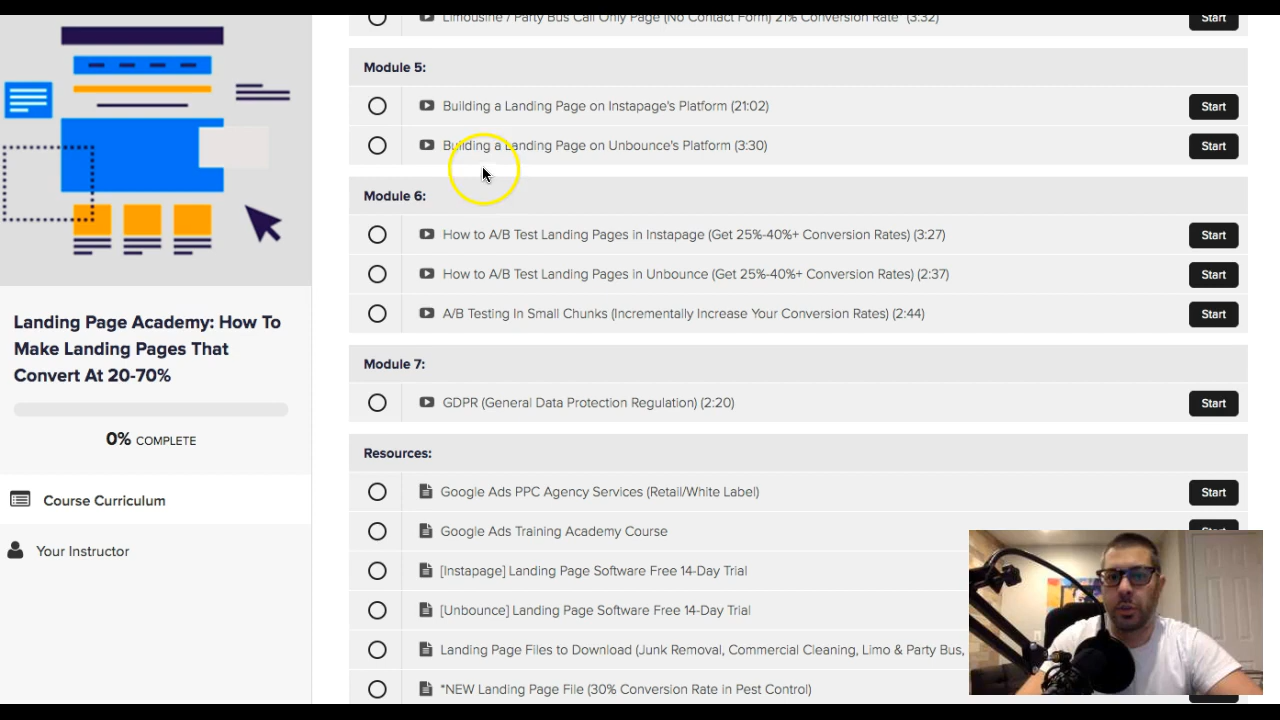 Limousine / Party Bus Call Only Page (No Contact Form) 21% Conversion Rate* (3:32)
Start
Module 5:
Building a Landing Page on Instapage's Platform (21:02)
Start
Building a Landing Page on Unbounce's Platform (3:30)
Start
Module 6:
How to A/B Test Landing Pages in Instapage (Get 25%-40%+ Conversion Rates) (3:27)
Start
How to A/B Test Landing Pages in Unbounce (Get 25%-40%+ Conversion Rates) (2:37)
Start
A/B Testing In Small Chunks (Incrementally Increase Your Conversion Rates) (2:44)
Start
Module 7:
GDPR (General Data Protection Regulation) (2:20)
Start
Resources:
Google Ads PPC Agency Services (Retail/White Label)
Start
Google Ads Training Academy Course
Start
[Instapage] Landing Page Software Free 14-Day Trial
[Unbounce] Landing Page Software Free 14-Day Trial
Landing Page Files to Download (Junk Removal, Commercial Cleaning, Limo & Party Bus,
*NEW Landing Page File (30% Conversion Rate in Pest Control)
Landing Page Academy: How To
Make Landing Pages That
Convert At 20-70%
0% COMPLETE
Course Curriculum
Your Instructor